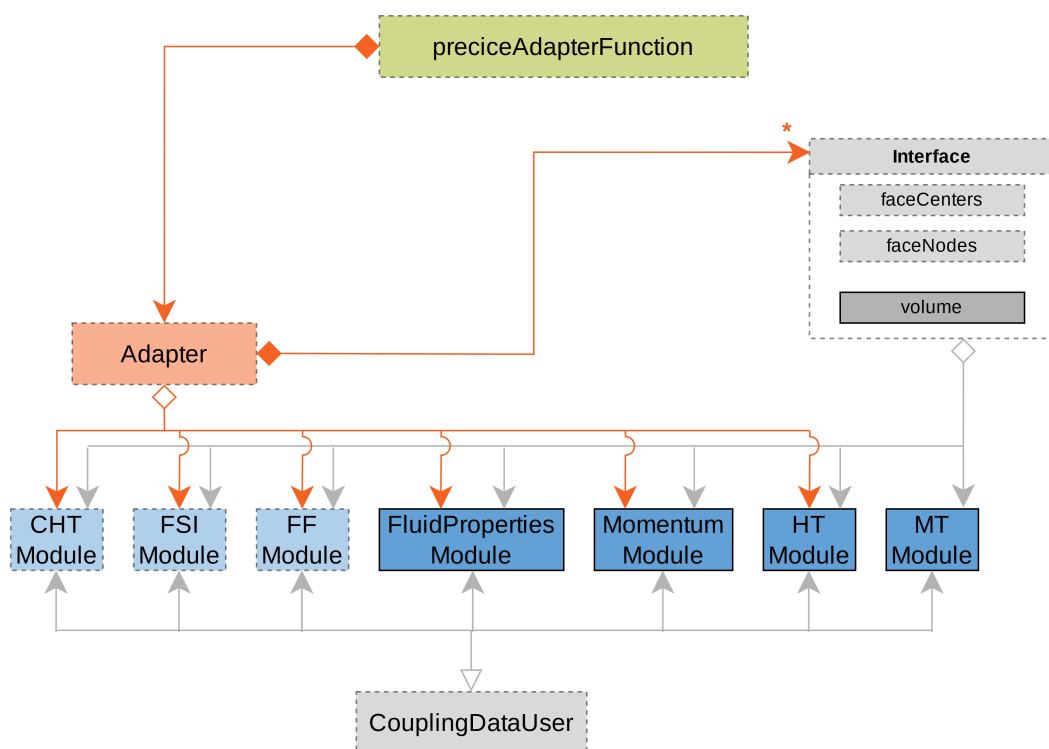 preciceAdapterFunction
*
Interface
faceCenters
faceNodes
volume
Adapter
CHT
Module
FSI
Module
FF
Module
FluidProperties
Module
Momentum
Module
HT
Module
MT
Module
CouplingDataUser